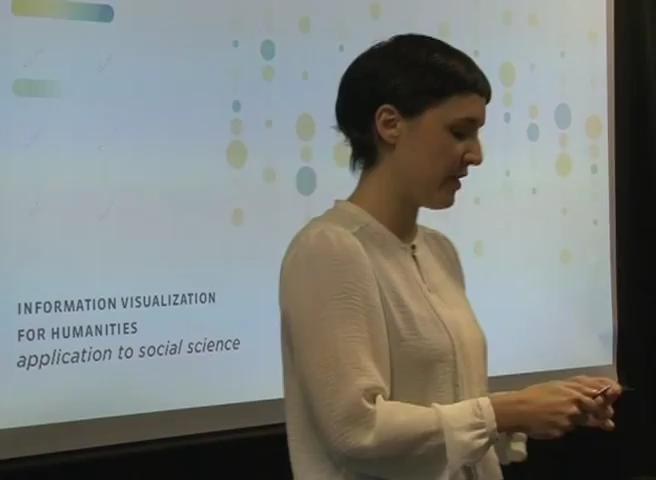 INFORMATION VISUALIZATION
FOR HUMANITIES
application to social science